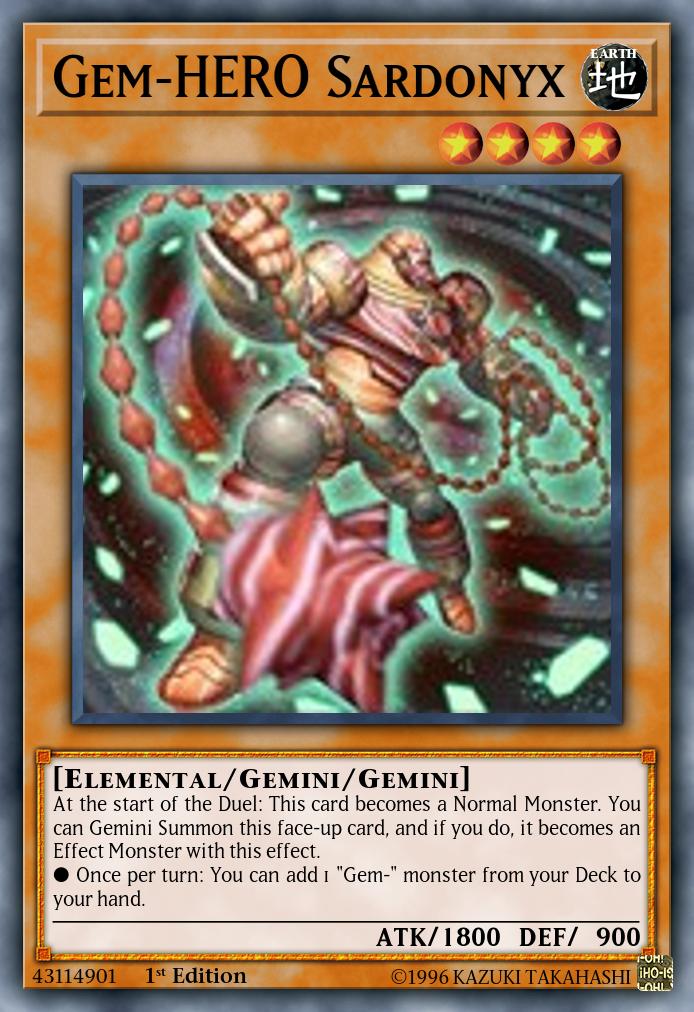 Gem-HERO Sardonyx
EARTH
地
[Elemental/Gemini/Gemini]
At the start of the Duel: This card becomes a Normal Monster. You
can Gemini Summon this face-up card, and if you do, it becomes an
Effect Monster with this effect.
● Once per turn: You can add 1 "Gem-" monster from your Deck to
your hand.
ATK/1800 DEF/ 900
43114901 1st Edition ©1996 KAZUKI TAKAHASHI